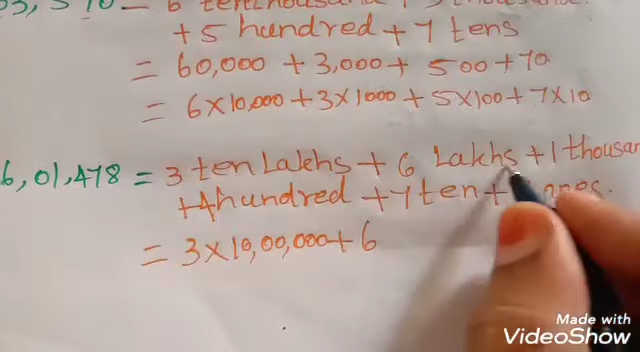 +5 hundred + 7 tens
= 60,000 + 3,000 + 500 + 70
= 6×10,000 + 3×1000 + 5×100 + 7×10
6,01,478 = 3 ten Lakhs + 6 Lakhs + 1 thousan
+4 hundred + 7 ten +
= 3×10,00,000 + 6
Made with
VideoShow